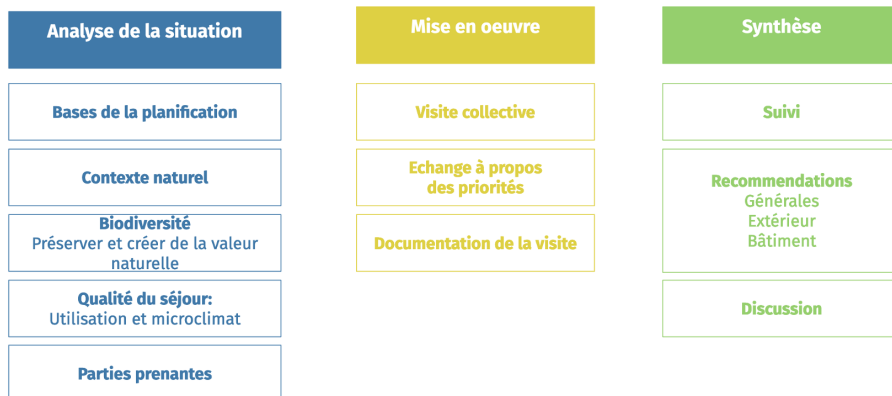 Analyse de la situation
Bases de la planification
Contexte naturel
Biodiversité
Préserver et créer de la valeur
naturelle
Qualité du séjour:
Utilisation et microclimat
Parties prenantes
Mise en oeuvre
Visite collective
Echange à propos
des priorités
Documentation de la visite
Synthèse
Suivi
Recommendations
Générales
Extérieur
Bâtiment
Discussion